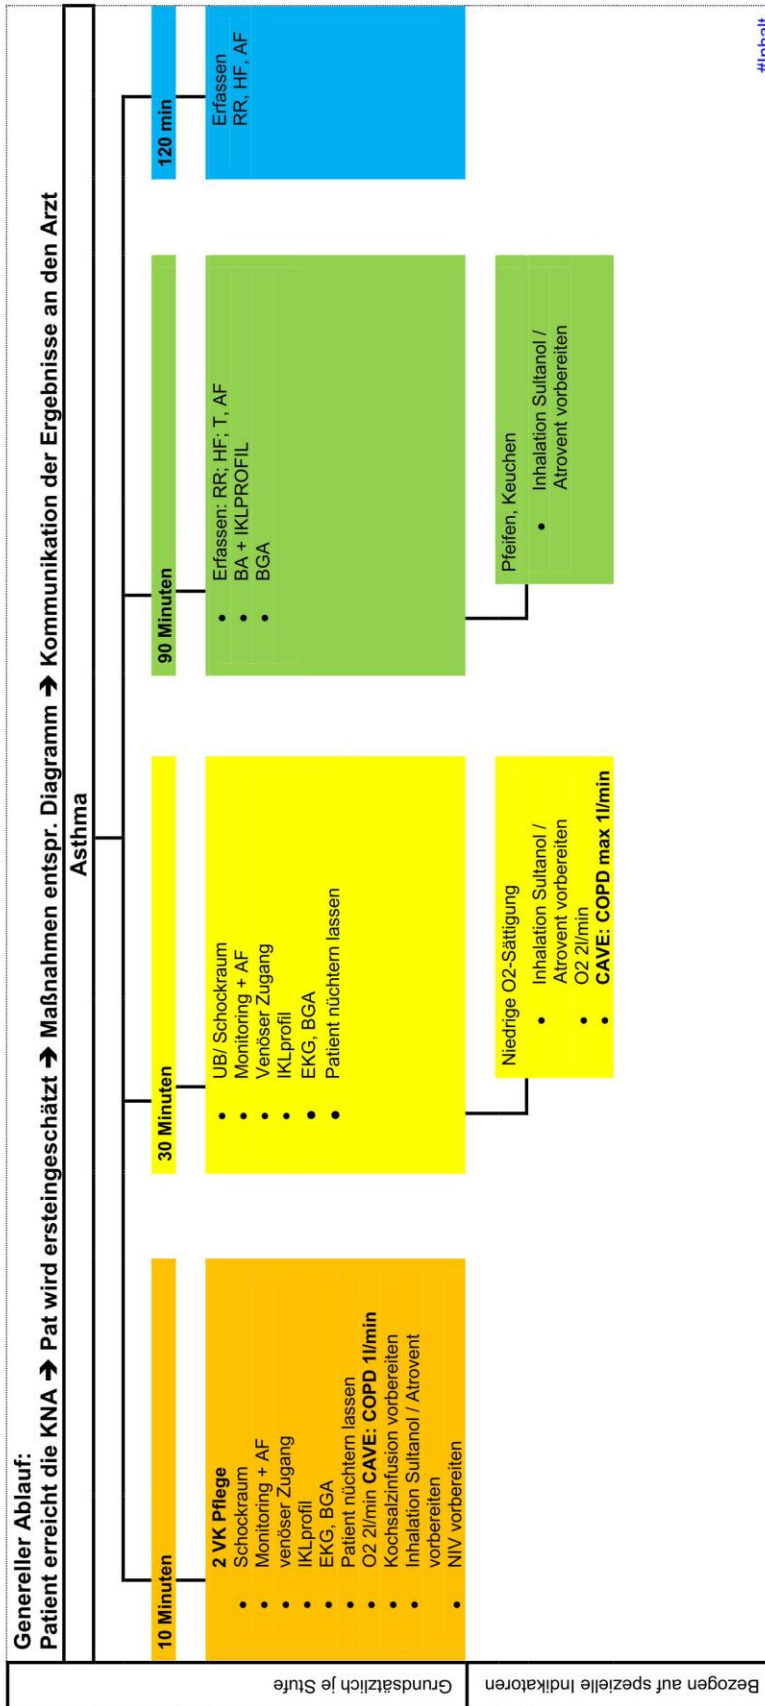 Genereller Ablauf:
Patient erreicht die KNA ➔ Pat wird ersteingeschätzt ➔ Maßnahmen entspr. Diagramm ➔ Kommunikation der Ergebnisse an den Arzt
Asthma
Grundsätzlich je Stufe
10 Minuten
2 VK Pflege
• Schockraum
• Monitoring + AF
• venöser Zugang
• IKLprofil
• EKG, BGA
• Patient nüchtern lassen
• O2 2l/min CAVE: COPD 1l/min
• Kochsalzinfusion vorbereiten
• Inhalation Sultanol / Atrovent
vorbereiten
• NIV vorbereiten
30 Minuten
• UB/ Schockraum
• Monitoring + AF
• Venöser Zugang
• IKLprofil
• EKG, BGA
• Patient nüchtern lassen
90 Minuten
• Erfassen: RR; HF; T, AF
• BA + IKLPROFIL
• BGA
120 min
Erfassen
RR, HF, AF
Bezogen auf spezielle Indikatoren
Niedrige O2-Sättigung
• Inhalation Sultanol /
Atrovent vorbereiten
• O2 2l/min
• CAVE: COPD max 1l/min
Pfeifen, Keuchen
• Inhalation Sultanol /
Atrovent vorbereiten
#Inhalt